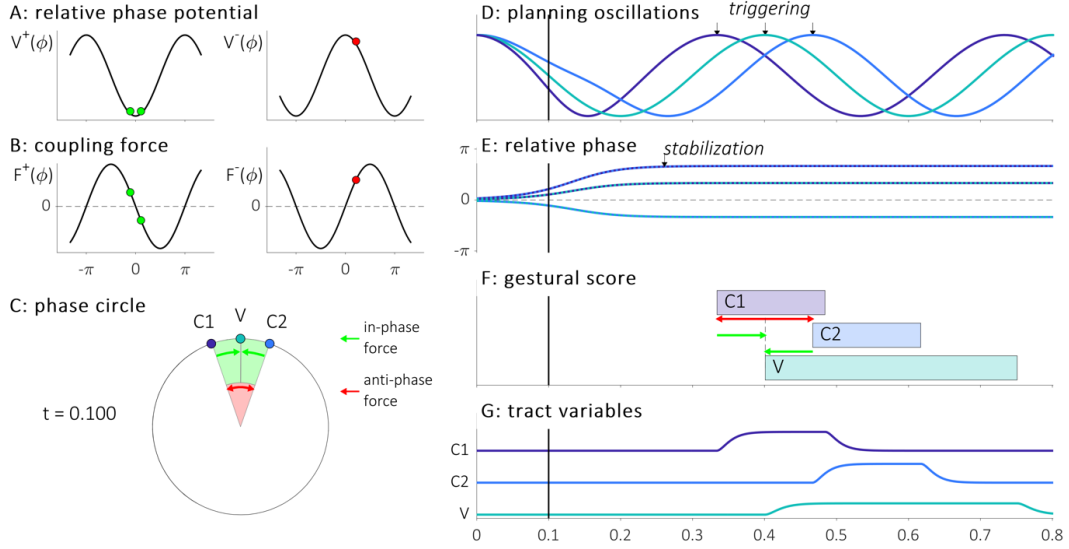 A: relative phase potential
V⁺(ϕ)
V⁻(ϕ)
B: coupling force
F⁺(ϕ)
F⁻(ϕ)
0
-π 0 π
-π 0 π
C: phase circle
C1 V C2
in-phase
force
anti-phase
force
t = 0.100
D: planning oscillations
triggering
E: relative phase
stabilization
π
0
-π
F: gestural score
C1
C2
V
G: tract variables
C1
C2
V
0 0.1 0.2 0.3 0.4 0.5 0.6 0.7 0.8